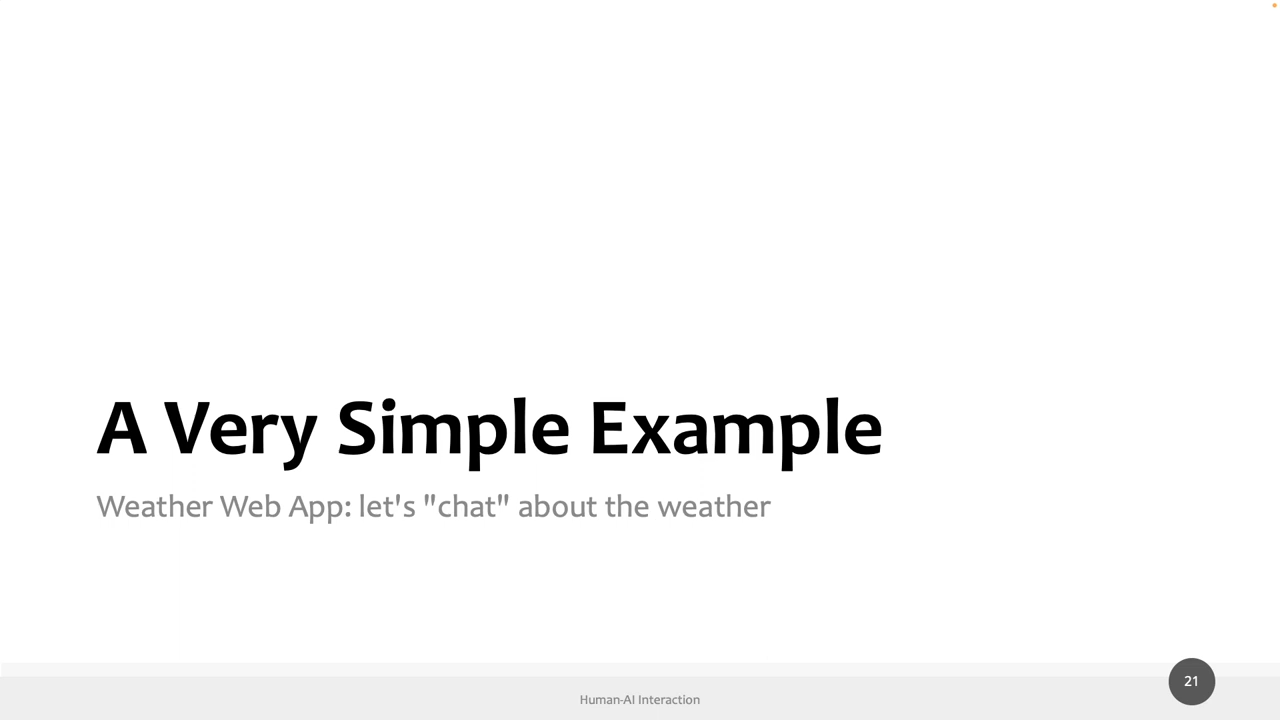 A Very Simple Example
Weather Web App: let's "chat" about the weather
Human-AI Interaction
21